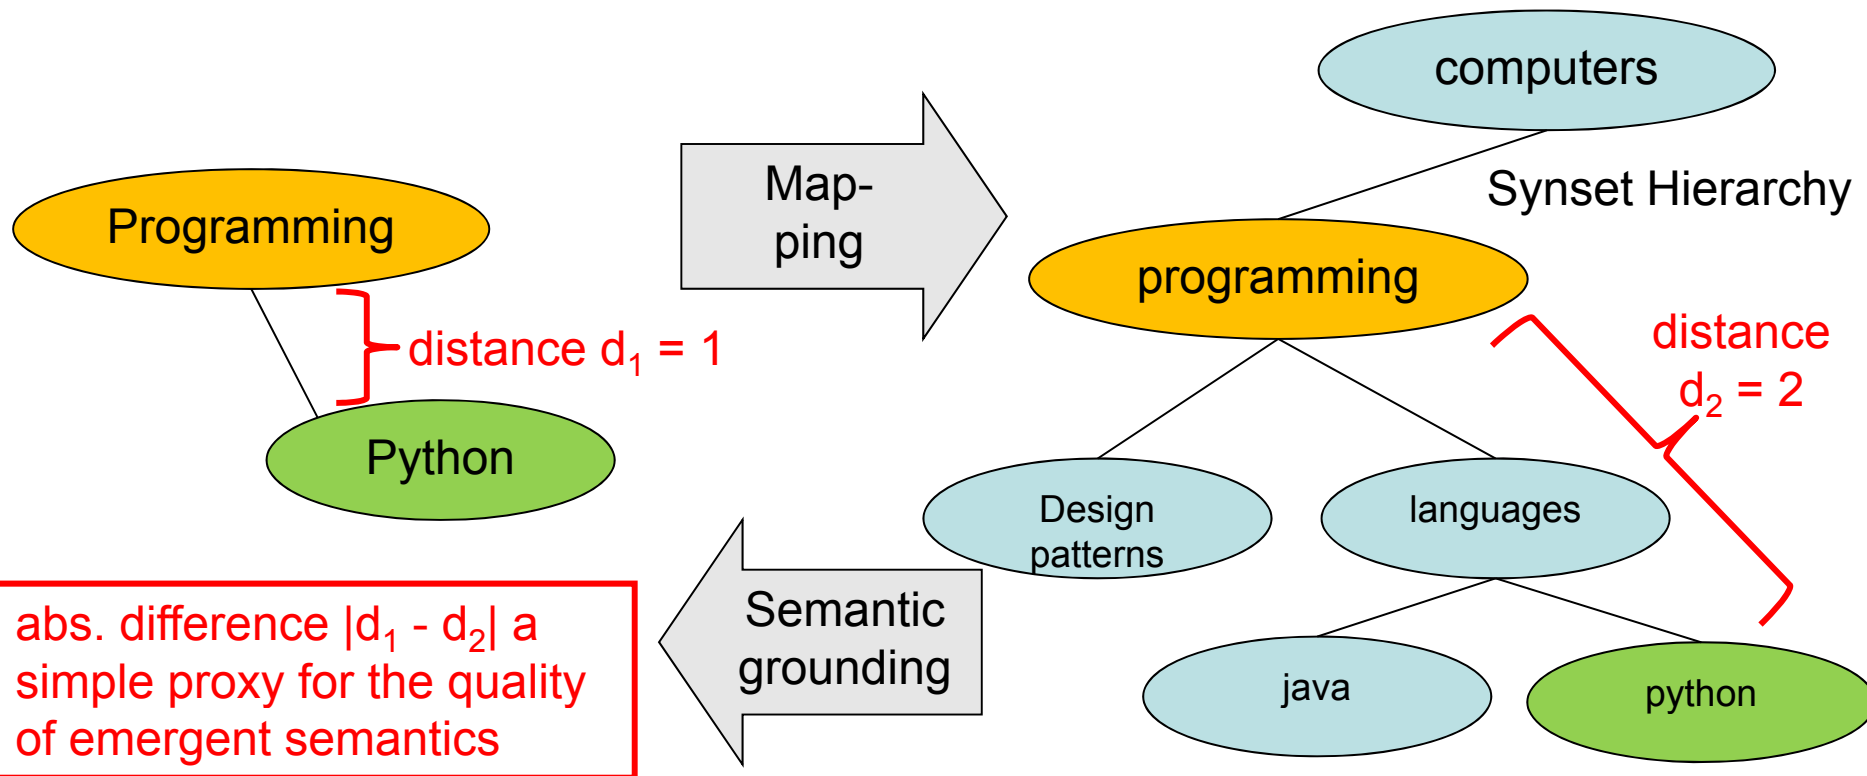 computers
Synset Hierarchy
Map-
ping
Programming
programming
distance d₁ = 1
distance
d₂ = 2
Python
Design
patterns
languages
Semantic
grounding
abs. difference |d₁ - d₂| a
simple proxy for the quality
of emergent semantics
java
python